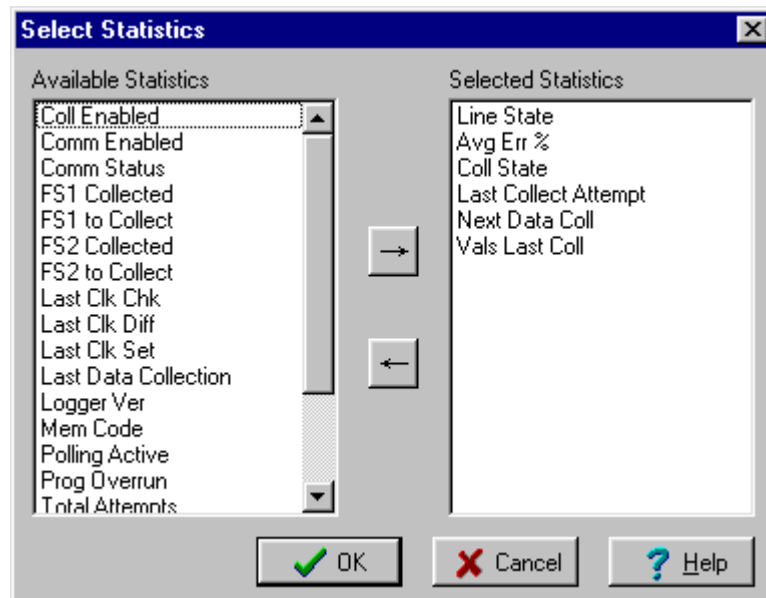 Select Statistics
Available Statistics
Coll Enabled
Comm Enabled
Comm Status
FS1 Collected
FS1 to Collect
FS2 Collected
FS2 to Collect
Last Clk Chk
Last Clk Diff
Last Clk Set
Last Data Collection
Logger Ver
Mem Code
Polling Active
Prog Overrun
Total Attempts
Selected Statistics
Line State
Avg Err %
Coll State
Last Collect Attempt
Next Data Coll
Vals Last Coll
OK
Cancel
Help